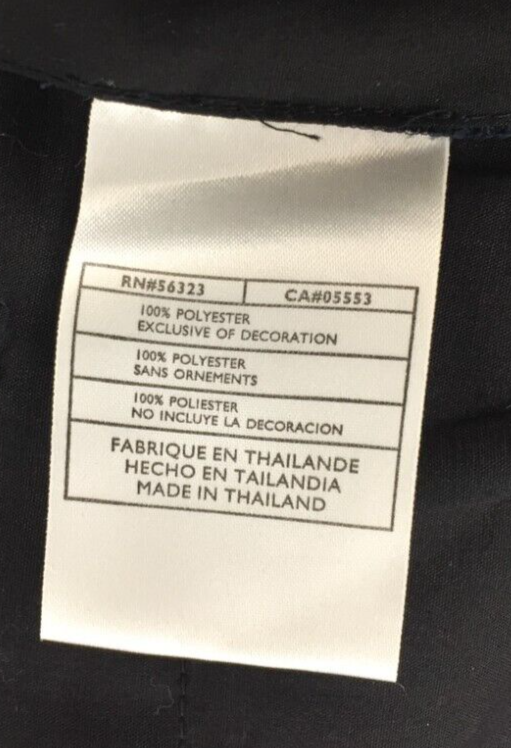 RN#56323 CA#05553
100% POLYESTER
EXCLUSIVE OF DECORATION
100% POLYESTER
SANS ORNEMENTS
100% POLIESTER
NO INCLUYE LA DECORACION
FABRIQUE EN THAILANDE
HECHO EN TAILANDIA
MADE IN THAILAND